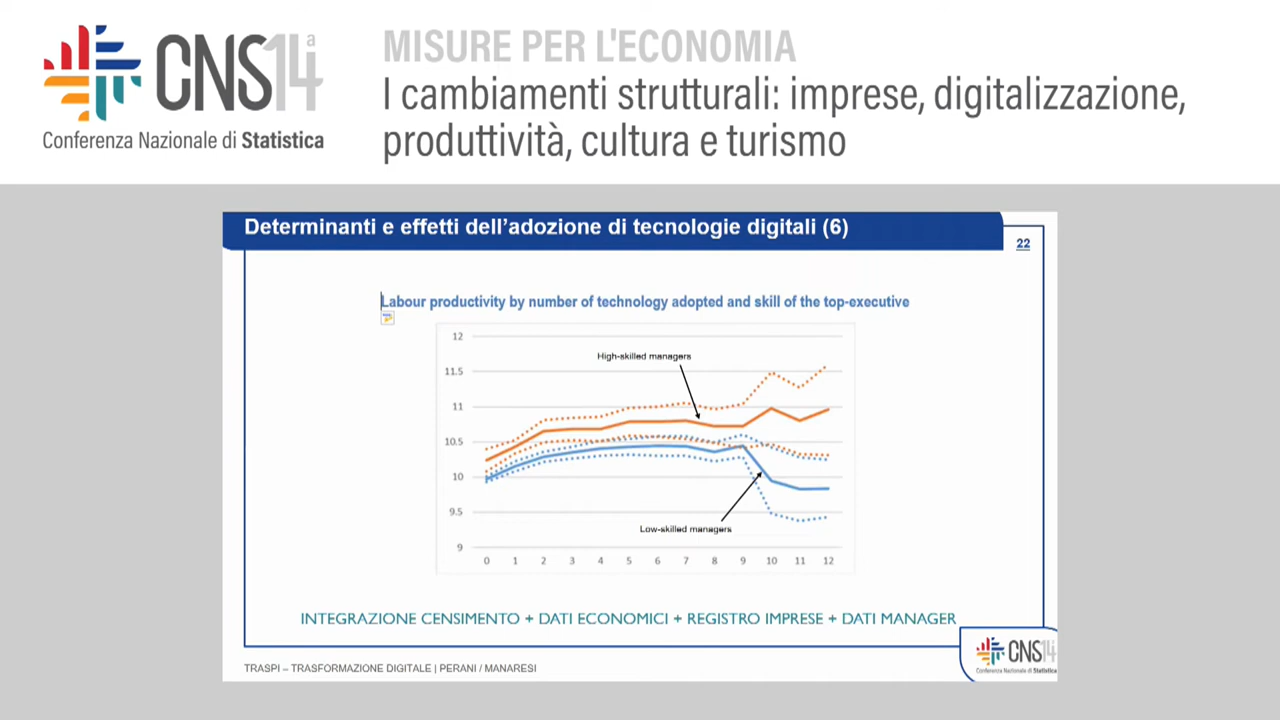 CNS14ª
Conferenza Nazionale di Statistica
MISURE PER L'ECONOMIA
I cambiamenti strutturali: imprese, digitalizzazione,
produttività, cultura e turismo
Determinanti e effetti dell'adozione di tecnologie digitali (6)
22
Labour productivity by number of technology adopted and skill of the top-executive
12
11.5
11
10.5
10
9.5
9
High-skilled managers
Low-skilled managers
0 1 2 3 4 5 6 7 8 9 10 11 12
INTEGRAZIONE CENSIMENTO + DATI ECONOMICI + REGISTRO IMPRESE + DATI MANAGER
TRASPI – TRASFORMAZIONE DIGITALE | PERANI / MANARESI
CNS14
Conferenza Nazionale di Statistica